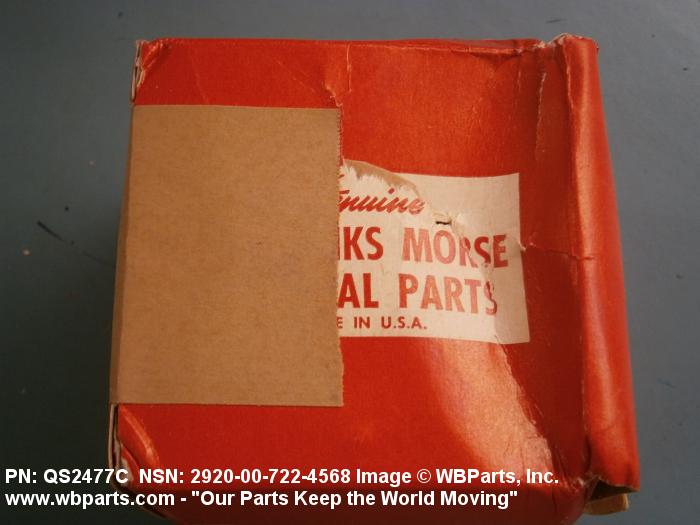 enuine
NKS MORSE
AL PARTS
E IN U.S.A.
PN: QS2477C NSN: 2920-00-722-4568 Image © WBParts, Inc.
www.wbparts.com - "Our Parts Keep the World Moving"